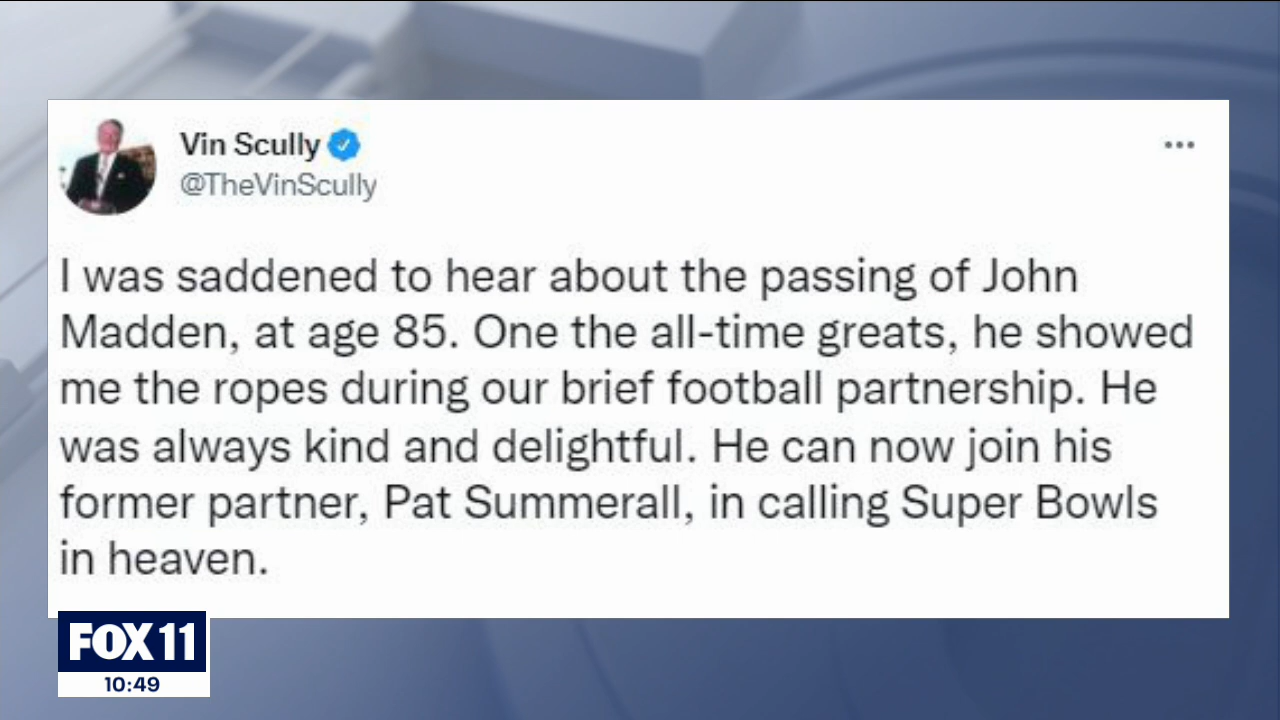 Vin Scully
@TheVinScully
I was saddened to hear about the passing of John
Madden, at age 85. One the all-time greats, he showed
me the ropes during our brief football partnership. He
was always kind and delightful. He can now join his
former partner, Pat Summerall, in calling Super Bowls
in heaven.
FOX 11
10:49